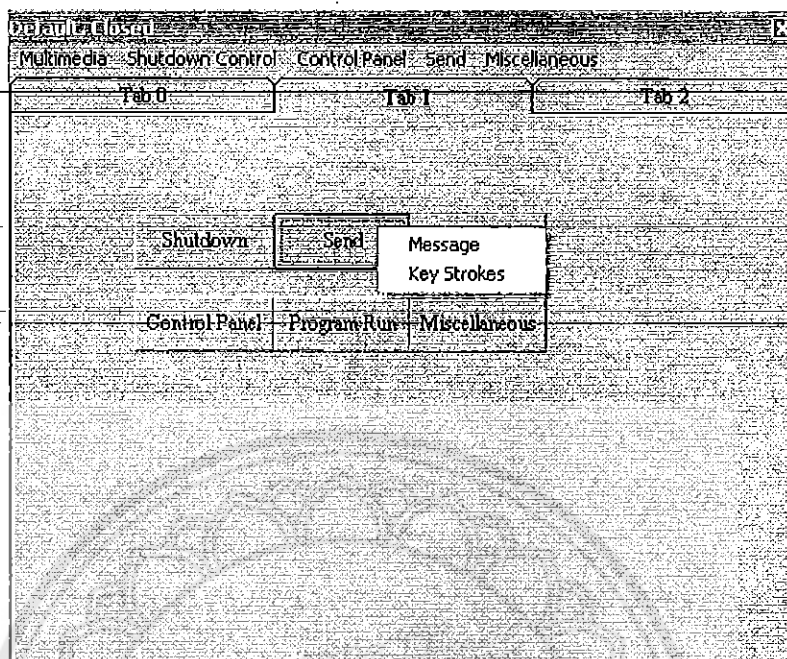 Default: Closed
Multimedia Shutdown Control Control Panel Send Miscellaneous
Tab 0 Tab 1 Tab 2
Shutdown Send
Message
Key Strokes
Control Panel Program Run Miscellaneous